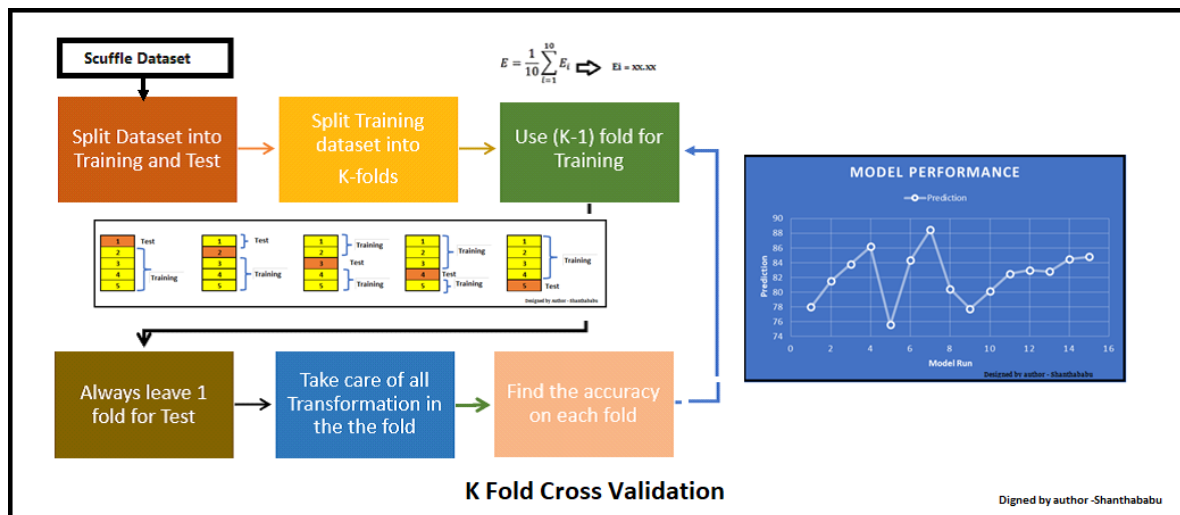 Scuffle Dataset
E = 1/10 ∑ i=1 10 Ei ⇨ Ei = xx.xx
Split Dataset into
Training and Test
Split Training
dataset into
K-folds
Use (K-1) fold for
Training
1 Test
2
3
4 Training
5
1 Test
2
3
4 Training
5
1
2 Training
3 Test
4 Training
5
1
2 Training
3
4 Test
5 Training
1
2
3 Training
4
5 Test
Designed by Author -Shanthababu
Always leave 1
fold for Test
Take care of all
Transformation in
the the fold
Find the accuracy
on each fold
MODEL PERFORMANCE
Prediction
90
88
86
84
82
80
78
76
74
Prediction
0 2 4 6 8 10 12 14 16
Model Run
Designed by author - Shanthababu
K Fold Cross Validation
Digned by author -Shanthababu